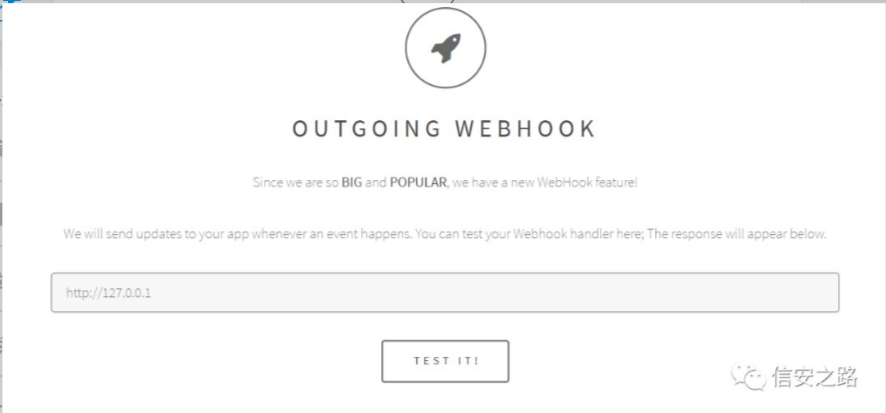 OUTGOING WEBHOOK
Since we are so BIG and POPULAR, we have a new WebHook feature!
We will send updates to your app whenever an event happens. You can test your Webhook handler here; The response will appear below.
http://127.0.0.1
TEST IT!
信安之路